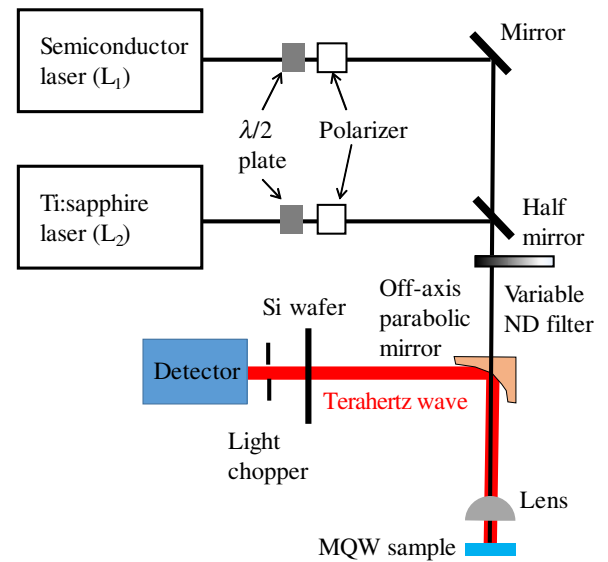 Semiconductor
laser (L₁)
Mirror
λ/2
plate
Polarizer
Ti:sapphire
laser (L₂)
Half
mirror
Si wafer
Off-axis
parabolic
mirror
Variable
ND filter
Detector
Terahertz wave
Light
chopper
Lens
MQW sample